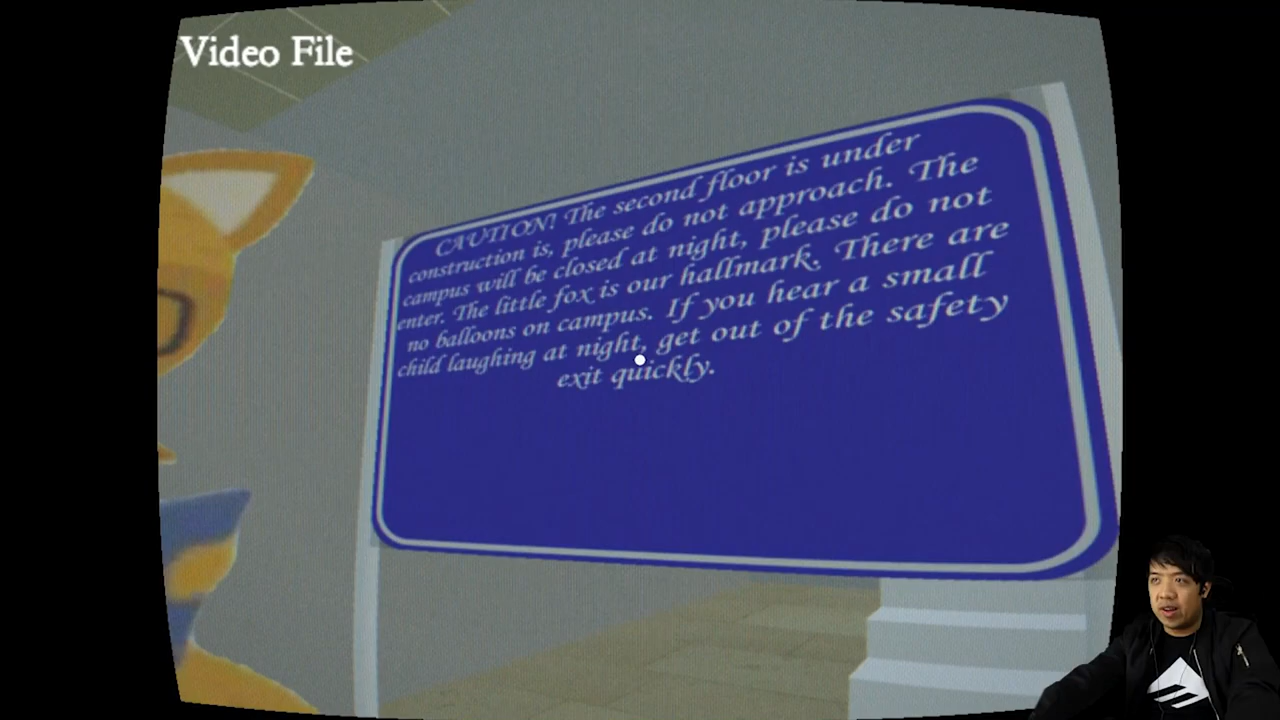 Video File
CAUTION! The second floor is under
construction is, please do not approach. The
campus will be closed at night, please do not
enter. The little fox is our hallmark. There are
no balloons on campus. If you hear a small
child laughing at night, get out of the safety
exit quickly.